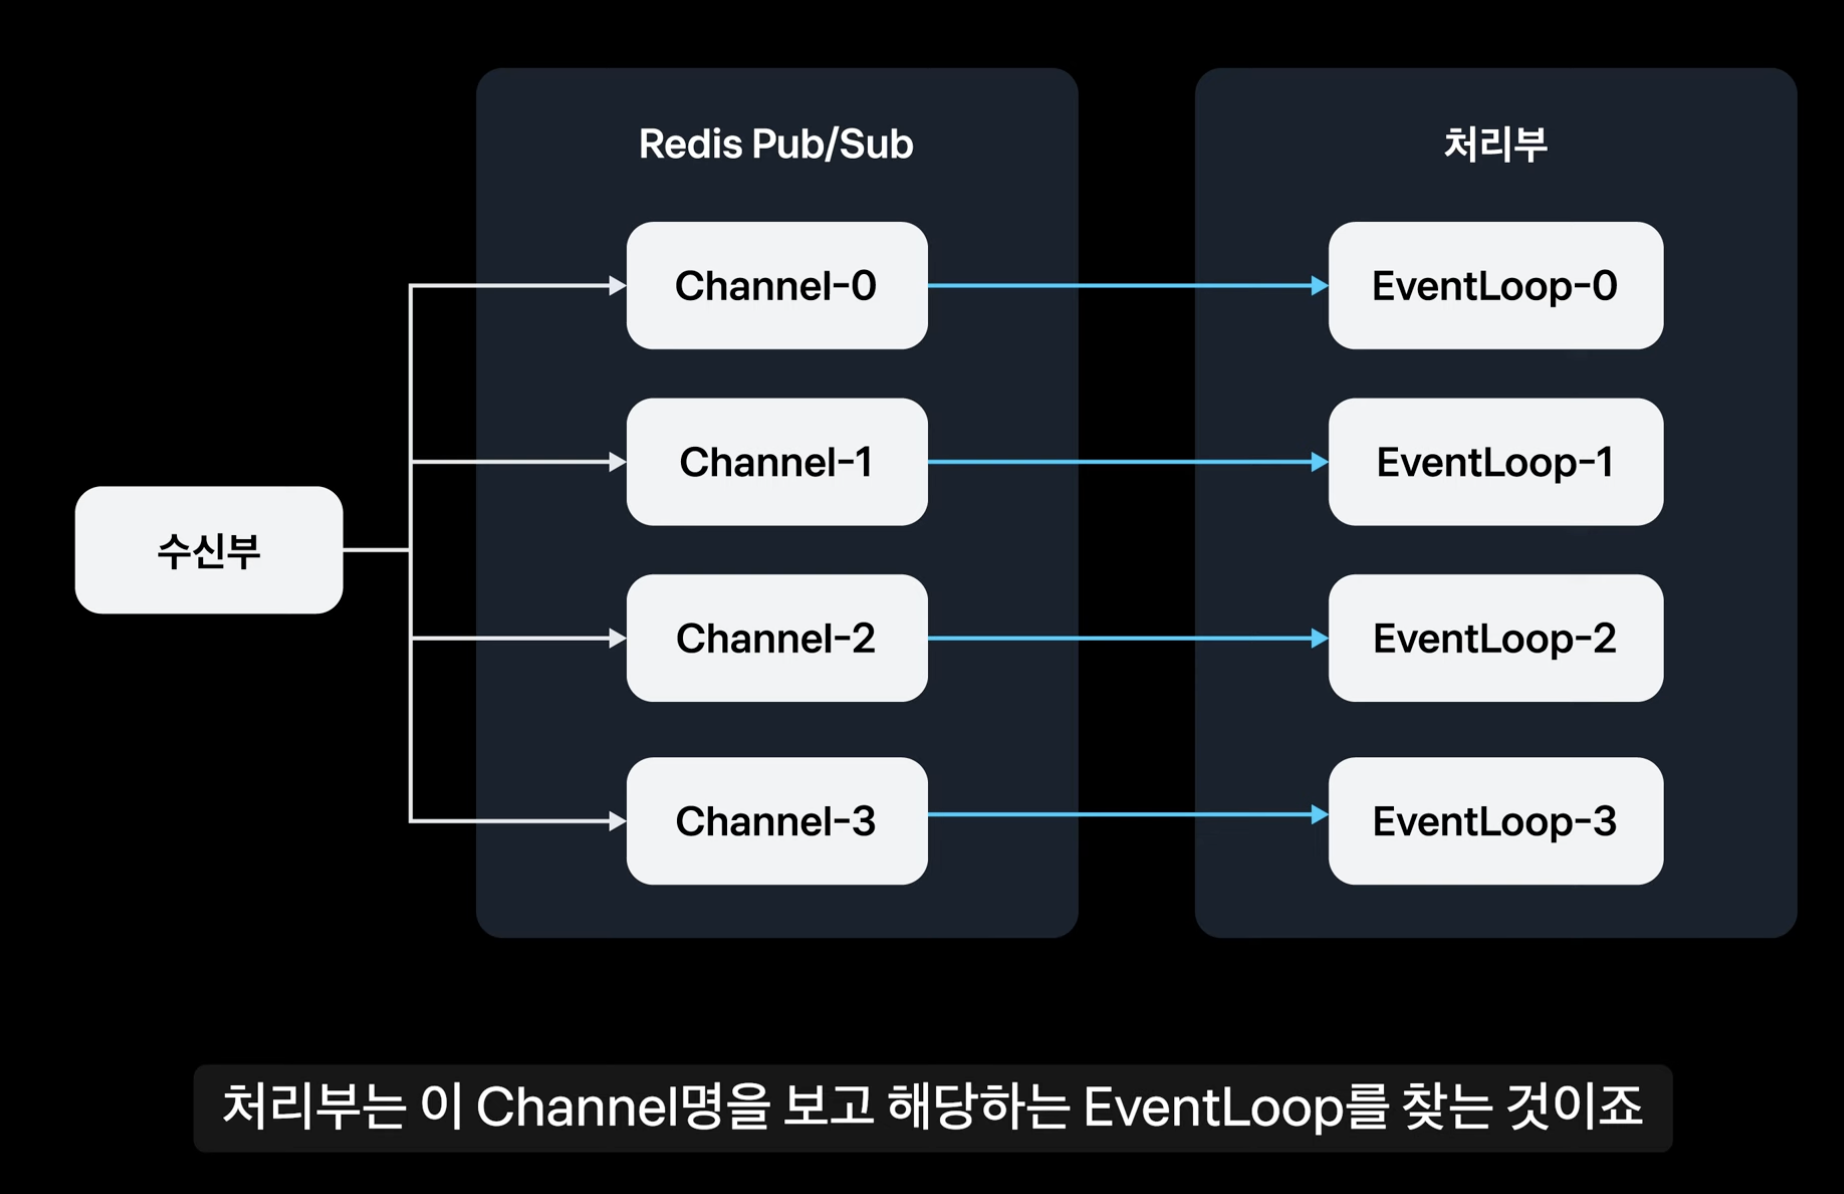 Redis Pub/Sub
처리부
수신부
Channel-0
EventLoop-0
Channel-1
EventLoop-1
Channel-2
EventLoop-2
Channel-3
EventLoop-3
처리부는 이 Channel명을 보고 해당하는 EventLoop를 찾는 것이죠